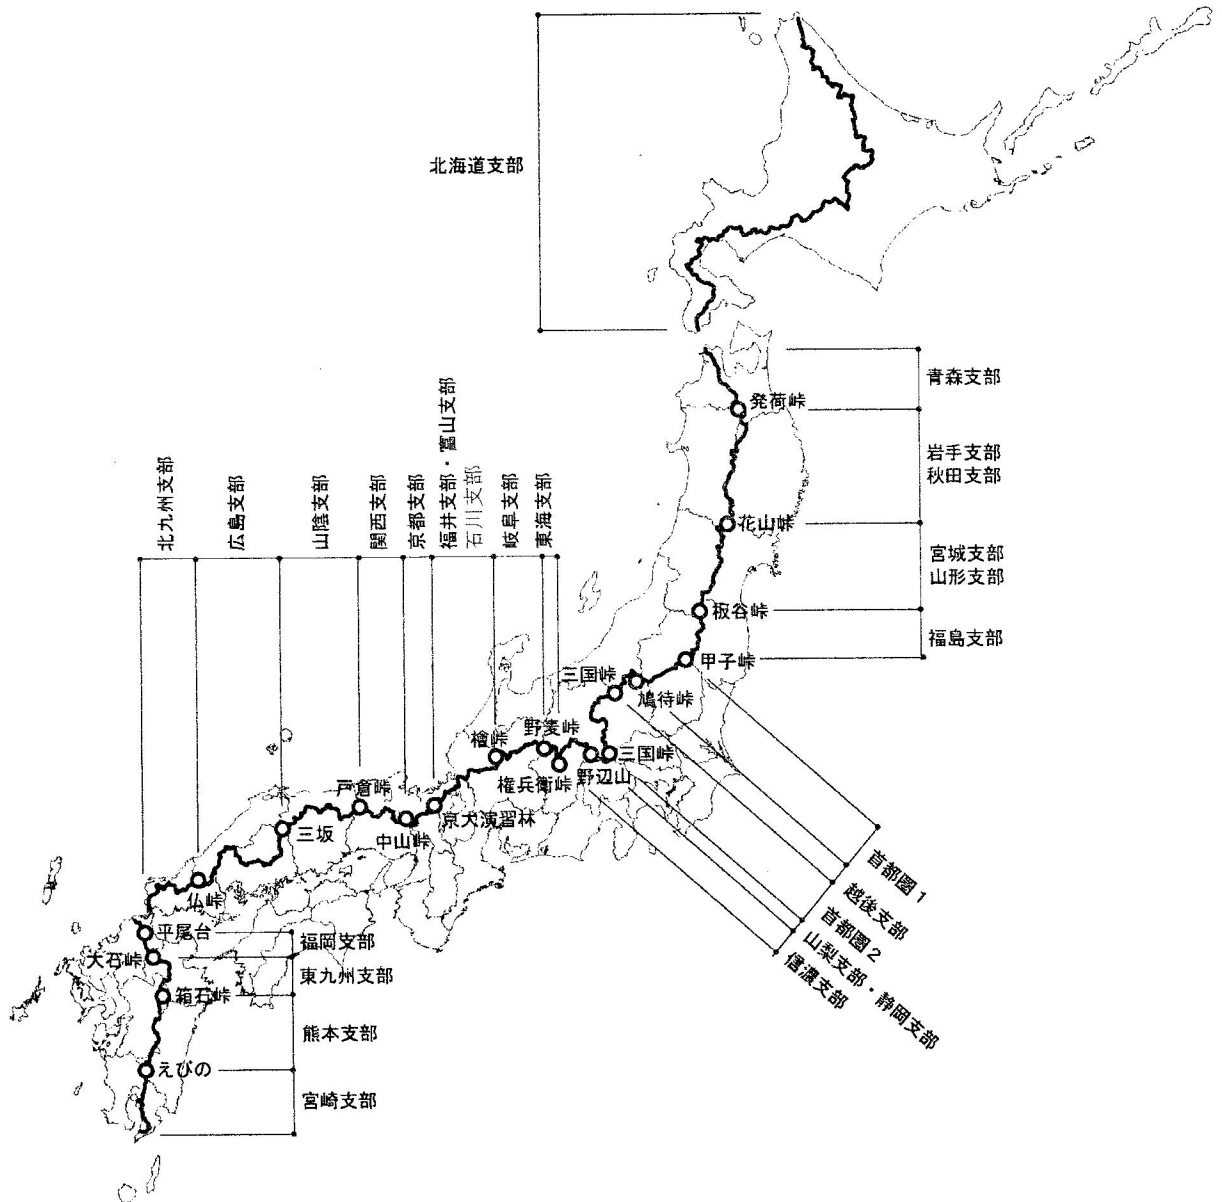 北海道支部
青森支部
発荷峠
岩手支部
秋田支部
花山峠
宮城支部
山形支部
板谷峠
福島支部
甲子峠
三国峠
鳩待峠
北九州支部
広島支部
山陰支部
関西支部
京都支部
福井支部・富山支部
石川支部
岐阜支部
東海支部
檜峠
野麦峠
権兵衛峠
野辺山
三国峠
戸倉峠
京大演習林
三坂
中山峠
仏峠
首都圏1
越後支部
首都圏2
山梨支部・静岡支部
信濃支部
平尾台
福岡支部
大石峠
東九州支部
箱石峠
熊本支部
えびの
宮崎支部